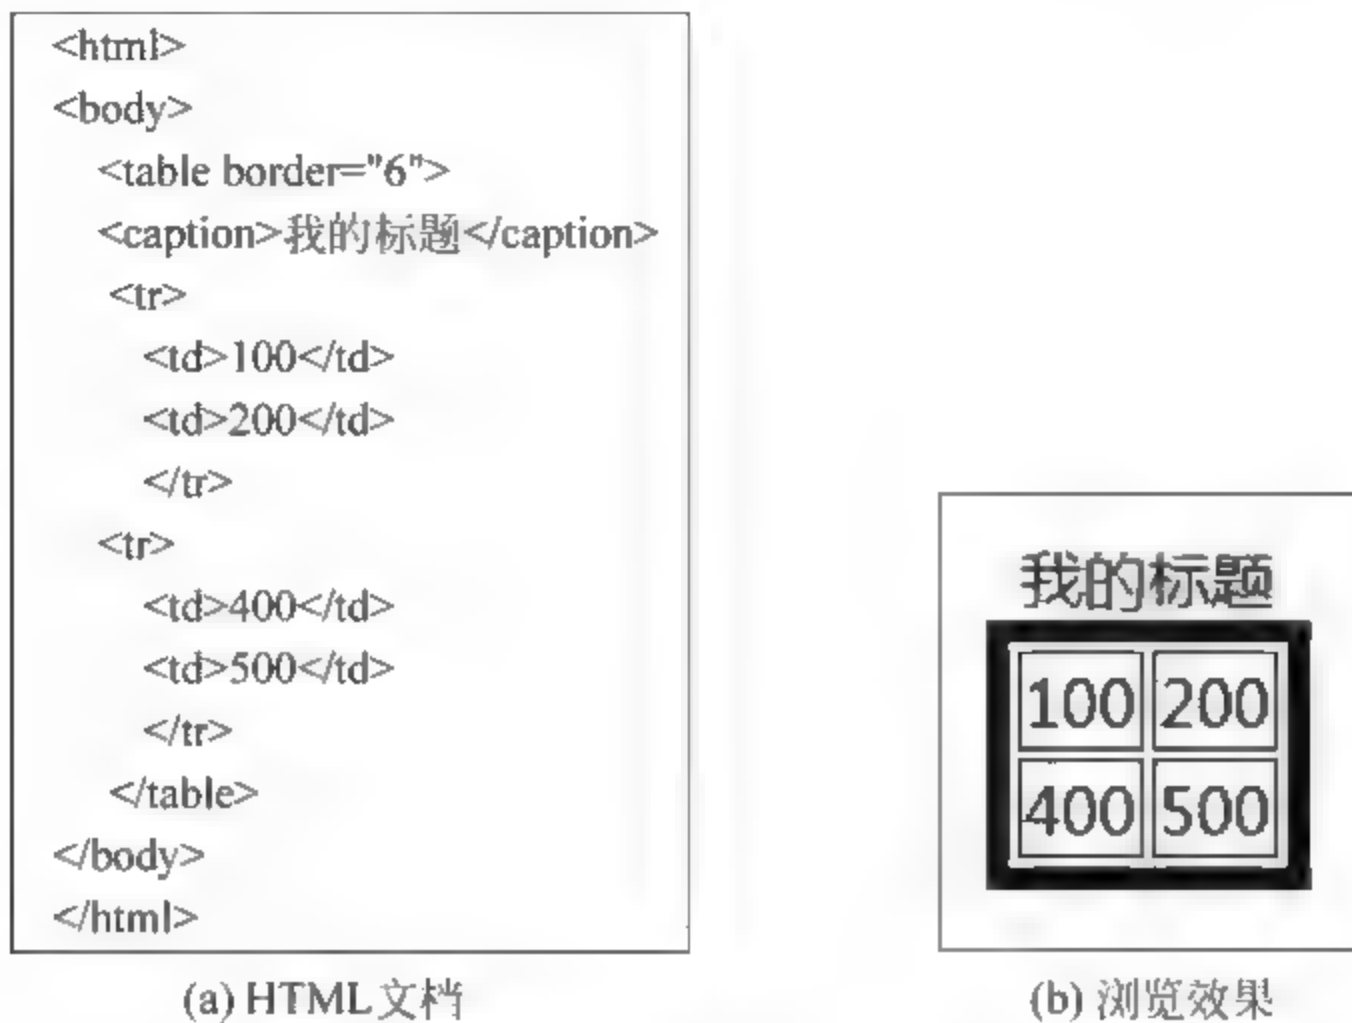 <html>
<body>
<table border="6">
<caption>我的标题</caption>
<tr>
<td>100</td>
<td>200</td>
</tr>
<tr>
<td>400</td>
<td>500</td>
</tr>
</table>
</body>
</html>
(a) HTML文档
我的标题
100 200
400 500
(b) 浏览效果